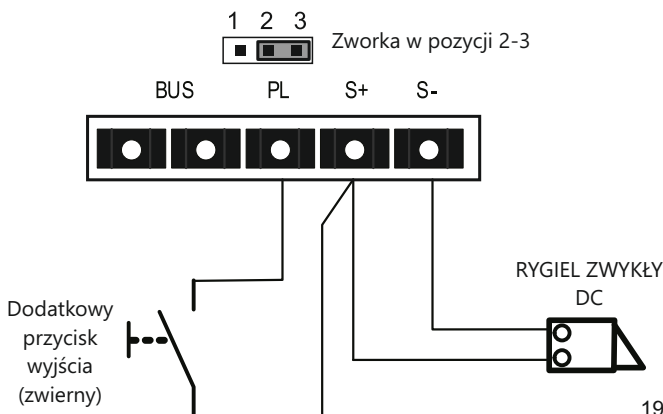 1 2 3
Zworka w pozycji 2-3
BUS PL S+ S-
RYGIEL ZWYKŁY
DC
Dodatkowy
przycisk
wyjścia
(zwierny)
19